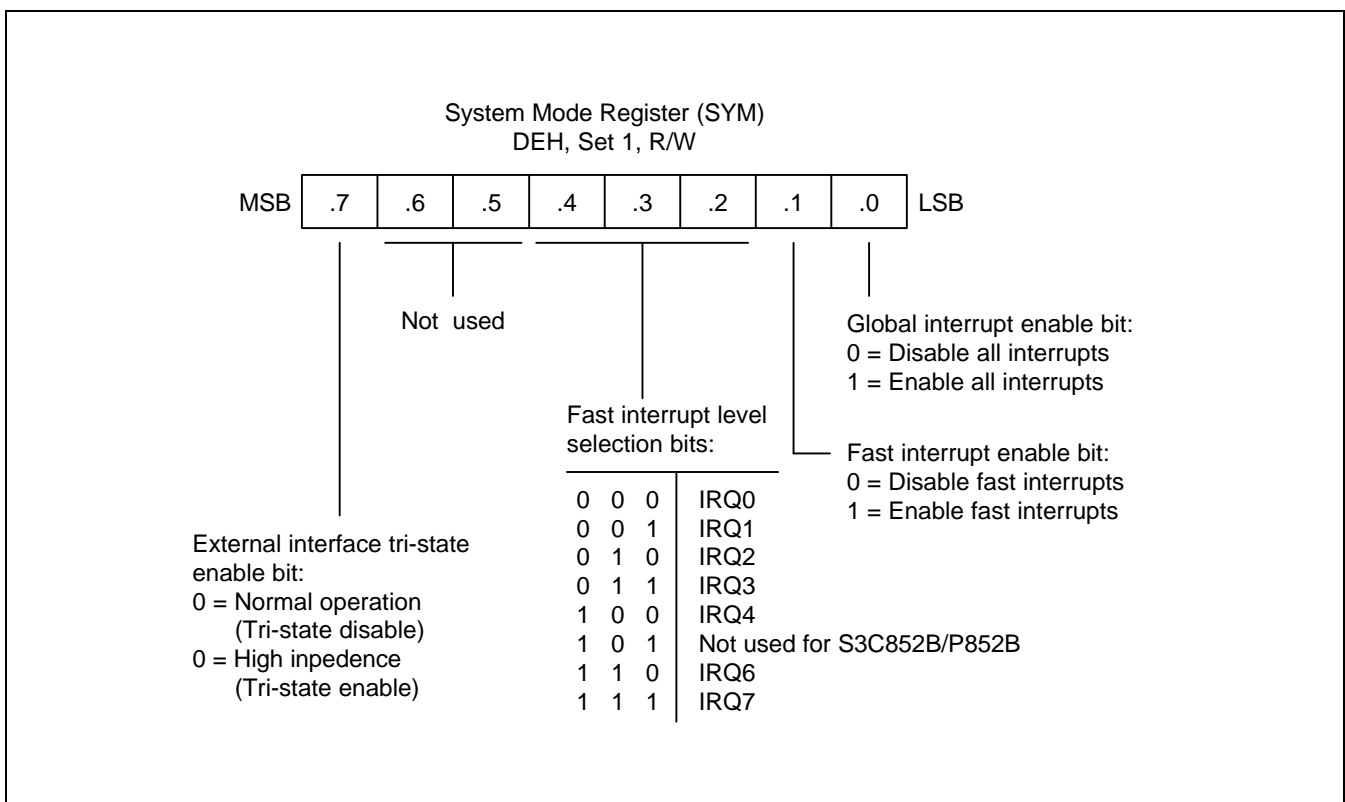 System Mode Register (SYM)
DEH, Set 1, R/W
MSB .7 .6 .5 .4 .3 .2 .1 .0 LSB
Not used
Global interrupt enable bit:
0 = Disable all interrupts
1 = Enable all interrupts
Fast interrupt level
selection bits:
Fast interrupt enable bit:
0 = Disable fast interrupts
1 = Enable fast interrupts
0 0 0 IRQ0
0 0 1 IRQ1
0 1 0 IRQ2
0 1 1 IRQ3
1 0 0 IRQ4
1 0 1 Not used for S3C852B/P852B
1 1 0 IRQ6
1 1 1 IRQ7
External interface tri-state
enable bit:
0 = Normal operation
(Tri-state disable)
0 = High inpedence
(Tri-state enable)